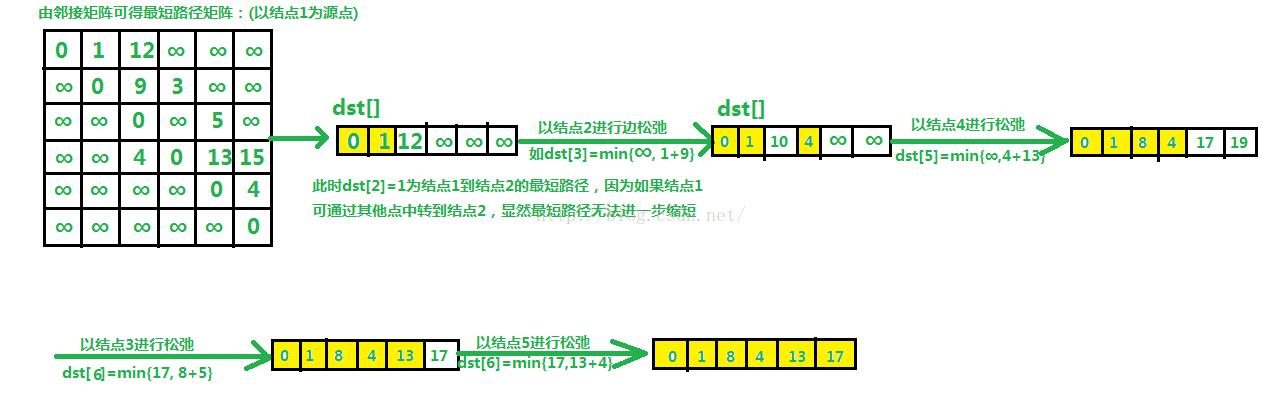 由邻接矩阵可得最短路径矩阵：(以结点1为源点)
0 1 12 ∞ ∞ ∞
∞ 0 9 3 ∞ ∞
∞ ∞ 0 ∞ 5 ∞
∞ ∞ 4 0 13 15
∞ ∞ ∞ ∞ 0 4
∞ ∞ ∞ ∞ ∞ 0
dst[]
0 1 12 ∞ ∞ ∞
以结点2进行边松弛
如dst[3]=min{∞, 1+9}
dst[]
0 1 10 4 ∞ ∞
以结点4进行松弛
dst[5]=min{∞,4+13}
0 1 8 4 17 19
此时dst[2]=1为结点1到结点2的最短路径，因为如果结点1
可通过其他点中转到结点2，显然最短路径无法进一步缩短
http://blog.csdn.net/
以结点3进行松弛
dst[6]=min{17, 8+5}
0 1 8 4 13 17
以结点5进行松弛
dst[6]=min{17,13+4}
0 1 8 4 13 17